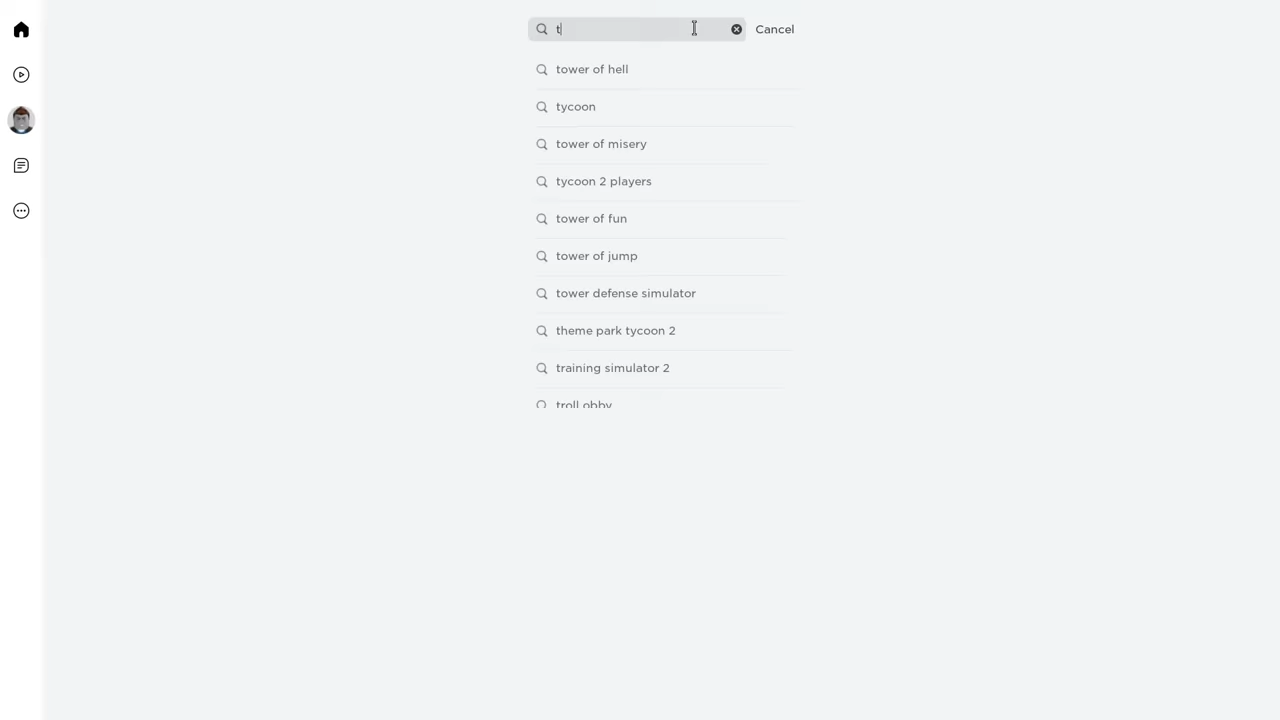 t
Cancel
tower of hell
tycoon
tower of misery
tycoon 2 players
tower of fun
tower of jump
tower defense simulator
theme park tycoon 2
training simulator 2
troll obby